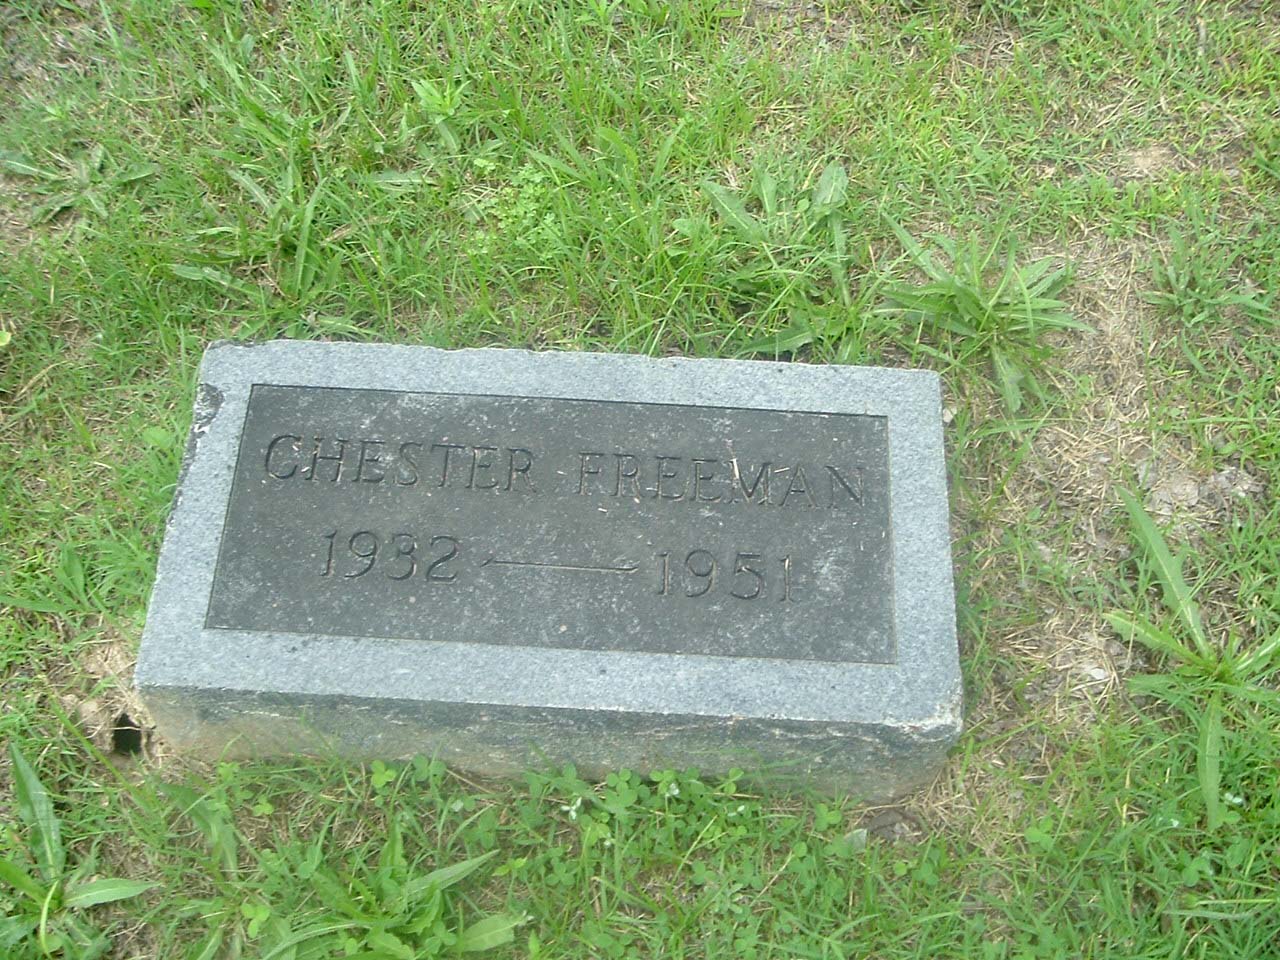 CHESTER FREEMAN
1932 — 1951